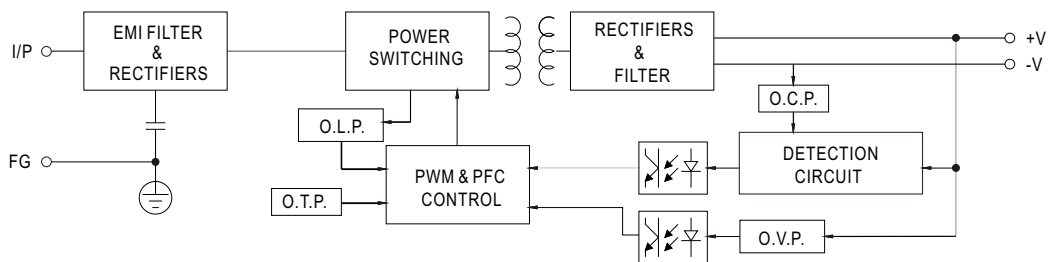 I/P
EMI FILTER
&
RECTIFIERS
POWER
SWITCHING
RECTIFIERS
&
FILTER
+V
-V
O.C.P.
O.L.P.
DETECTION
CIRCUIT
FG
PWM & PFC
CONTROL
O.T.P.
O.V.P.